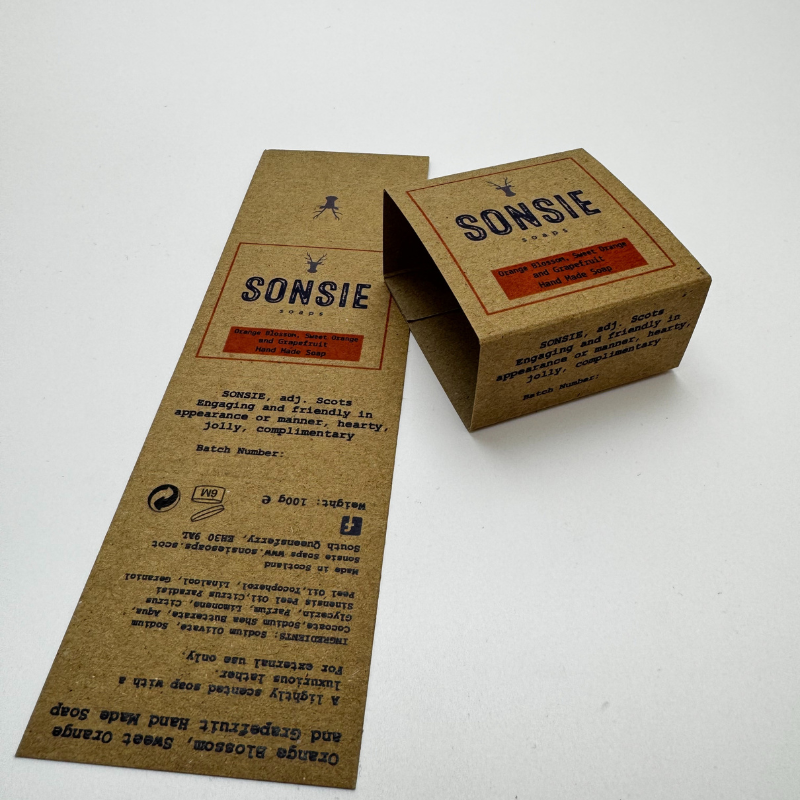 SONSIE
soaps
Orange Blossom, Sweet Orange
and Grapefruit
Hand Made Soap
SONSIE, adj. Scots
Engaging and friendly in
appearance or manner, hearty,
jolly, complimentary
Batch Number:
Orange Blossom, Sweet Orange
and Grapefruit Hand Made Soap
A lightly scented soap with a
luxurious lather.
For external use only.
INGREDIENTS: Sodium Olivate, Sodium
Cocoate, Sodium Shea Butterate, Aqua,
Glycerin, Parfum, Limonene, Citrus
Sinensis Peel Oil, Citrus Paradisi
Peel Oil, Tocopherol, Linalool, Geraniol
Made in Scotland
Sonsie Soaps www.sonsiesoaps.scot
South Queensferry, EH30 9AL
f
Weight: 100g e
6M
SONSIE
soaps
Orange Blossom, Sweet Orange
and Grapefruit
Hand Made Soap
SONSIE, adj. Scots
Engaging and friendly in
appearance or manner, hearty,
jolly, complimentary
Batch Number: